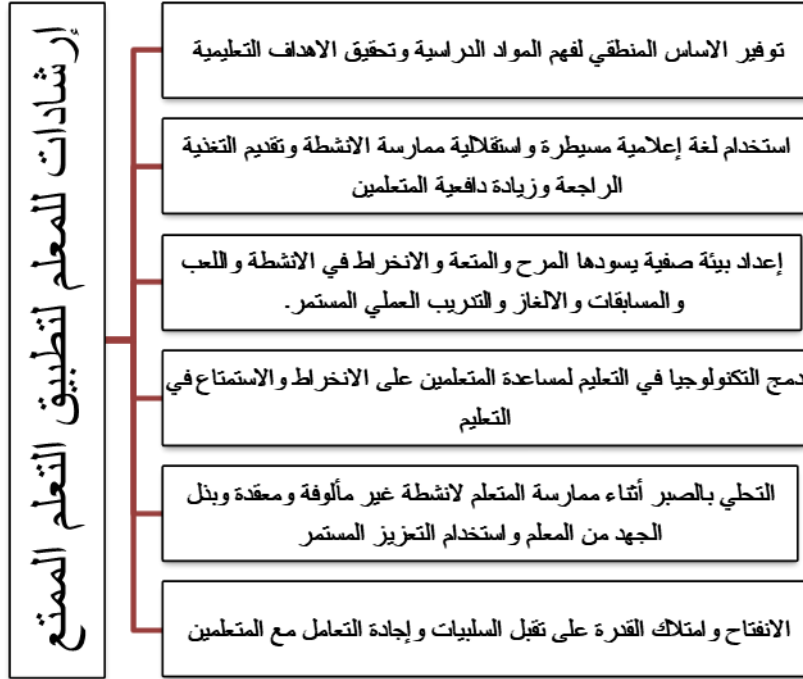 إرشادات للمعلم لتطبيق التعلم الممتع
توفير الاساس المنطقي لفهم المواد الدراسية وتحقيق الاهداف التعليمية
استخدام لغة إعلامية مسيطرة واستقلالية ممارسة الانشطة وتقديم التغذية
الراجعة وزيادة دافعية المتعلمين
إعداد بيئة صفية يسودها المرح والمتعة والانخراط في الانشطة واللعب
والمسابقات والالغاز والتدريب العملي المستمر.
دمج التكنولوجيا في التعليم لمساعدة المتعلمين على الانخراط والاستمتاع في
التعليم
التحلي بالصبر أثناء ممارسة المتعلم لانشطة غير مألوفة ومعقدة وبذل
الجهد من المعلم واستخدام التعزيز المستمر
الانفتاح وامتلاك القدرة على تقبل السلبيات وإجادة التعامل مع المتعلمين